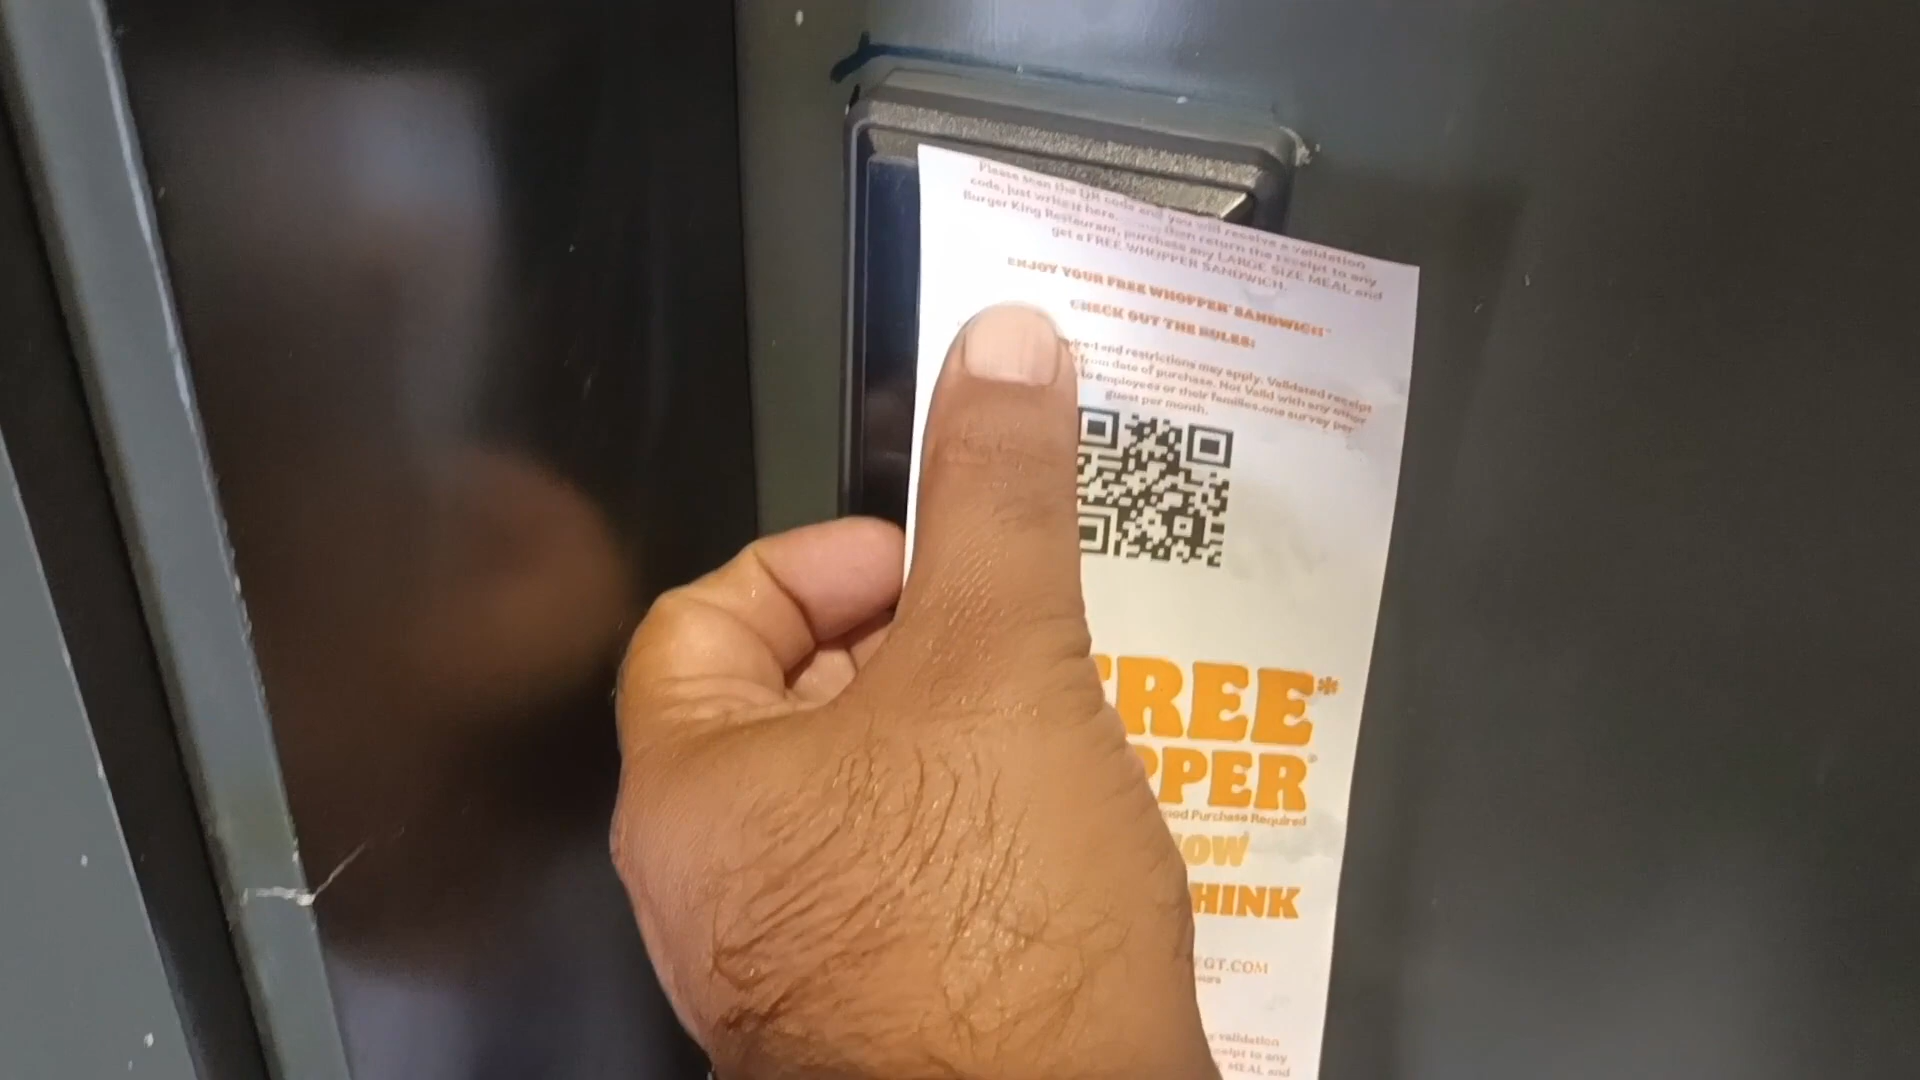 Please scan the QR code and you will receive a validation
code, just write it here. then return the receipt to any
Burger King Restaurant, purchase any LARGE SIZE MEAL and
get a FREE WHOPPER SANDWICH.
ENJOY YOUR FREE WHOPPER SANDWICH
CHECK OUT THE RULES:
and restrictions may apply. Validated receipt
from date of purchase. Not Valid with any other
to employees or their families.one survey per
guest per month.
FREE*
PPER
Purchase Required
OW
HINK
GT.COM
validation
receipt to any
MEAL and